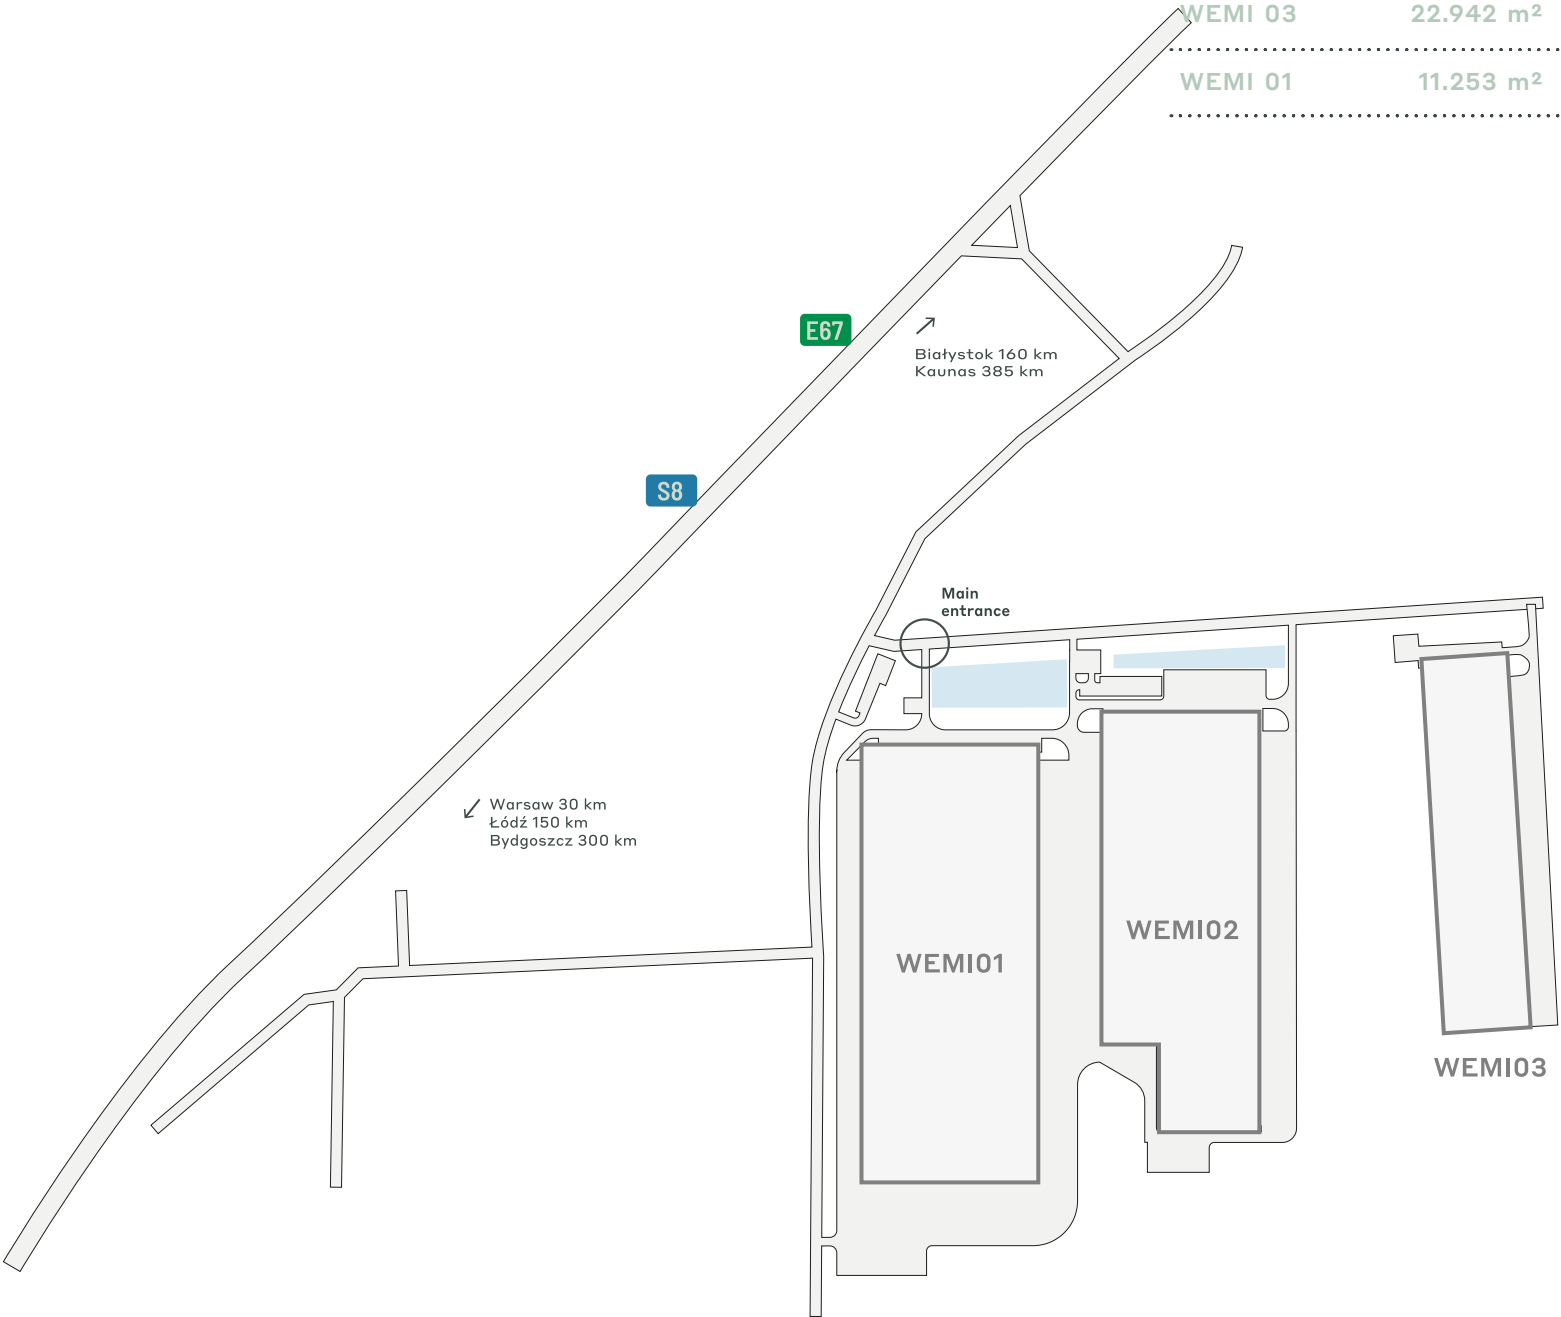 WEMI 03 22.942 m²
WEMI 01 11.253 m²
E67
Białystok 160 km
Kaunas 385 km
S8
Main
entrance
Warsaw 30 km
Łódź 150 km
Bydgoszcz 300 km
WEMI02
WEMI01
WEMI03